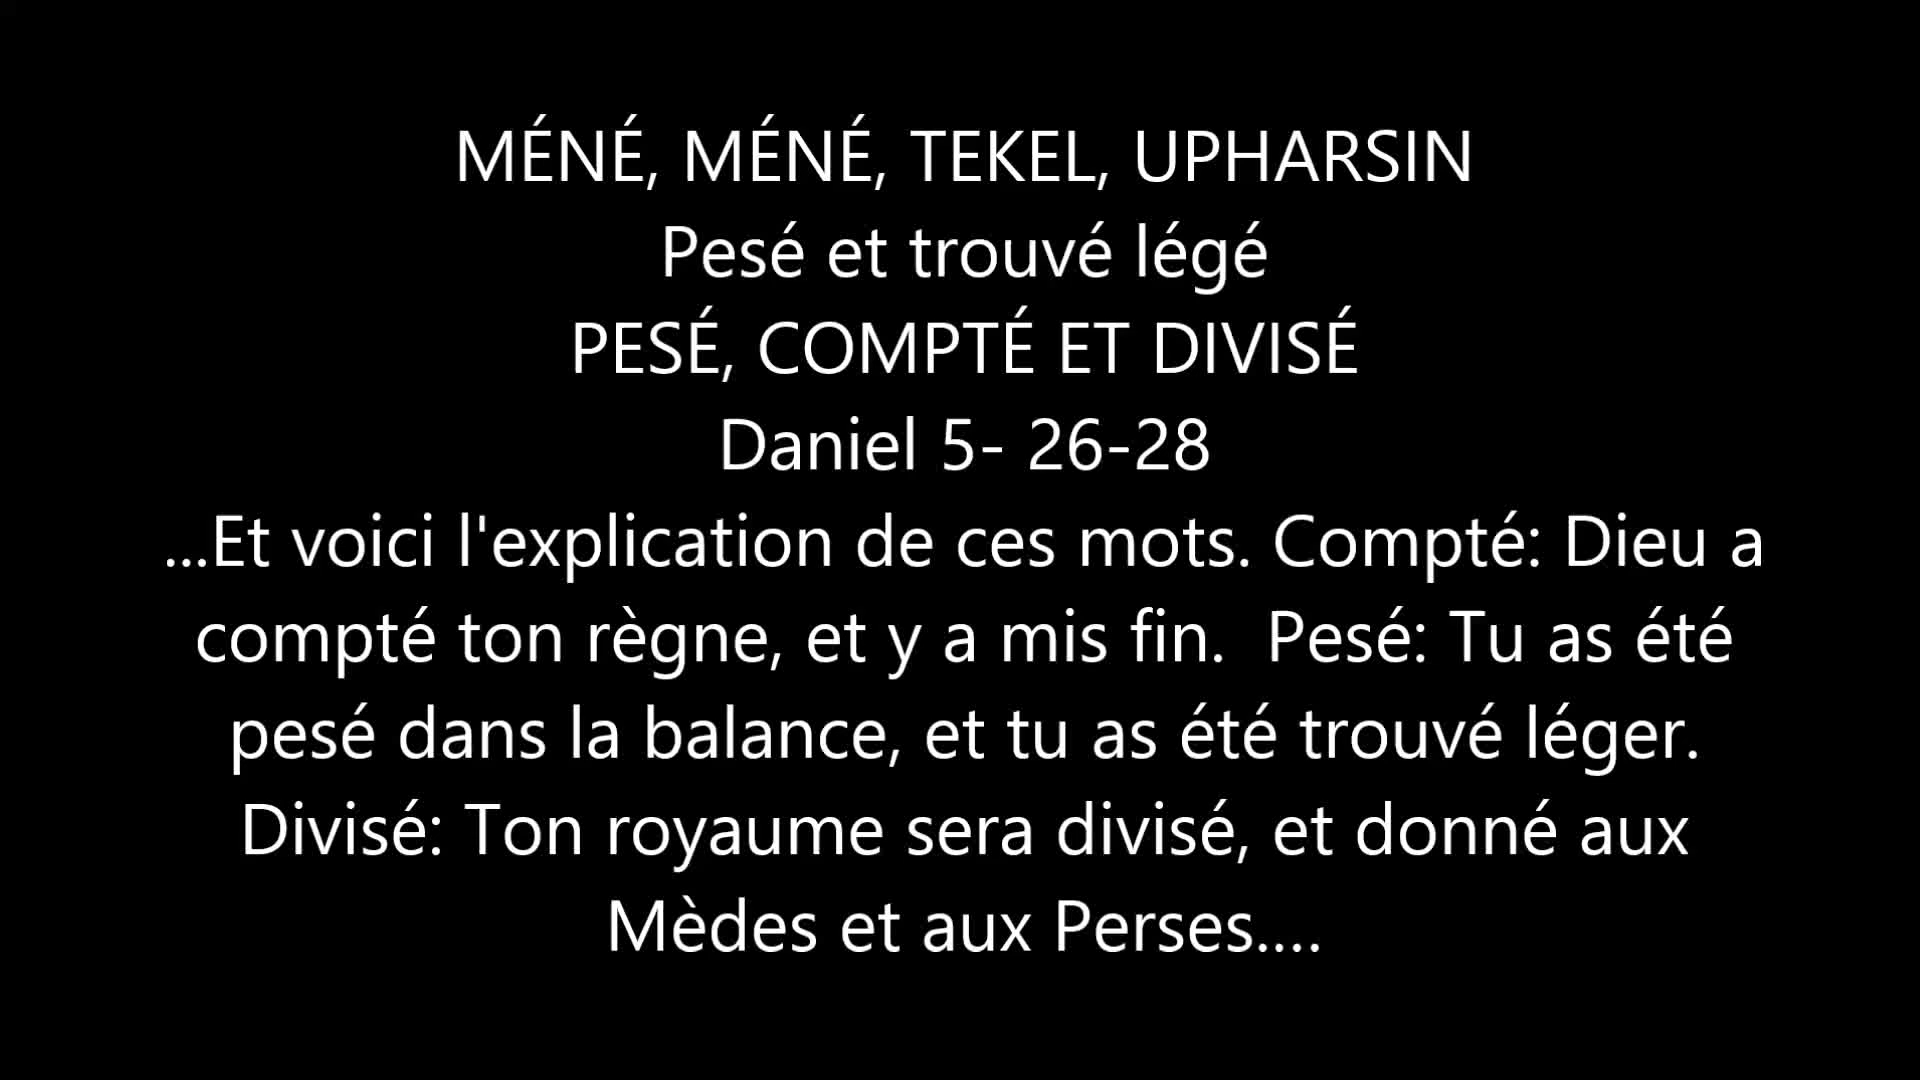 MÉNÉ, MÉNÉ, TEKEL, UPHARSIN
Pesé et trouvé légé
PESÉ, COMPTÉ ET DIVISÉ
Daniel 5- 26-28
...Et voici l'explication de ces mots. Compté: Dieu a
compté ton règne, et y a mis fin.  Pesé: Tu as été
pesé dans la balance, et tu as été trouvé léger.
Divisé: Ton royaume sera divisé, et donné aux
Mèdes et aux Perses....